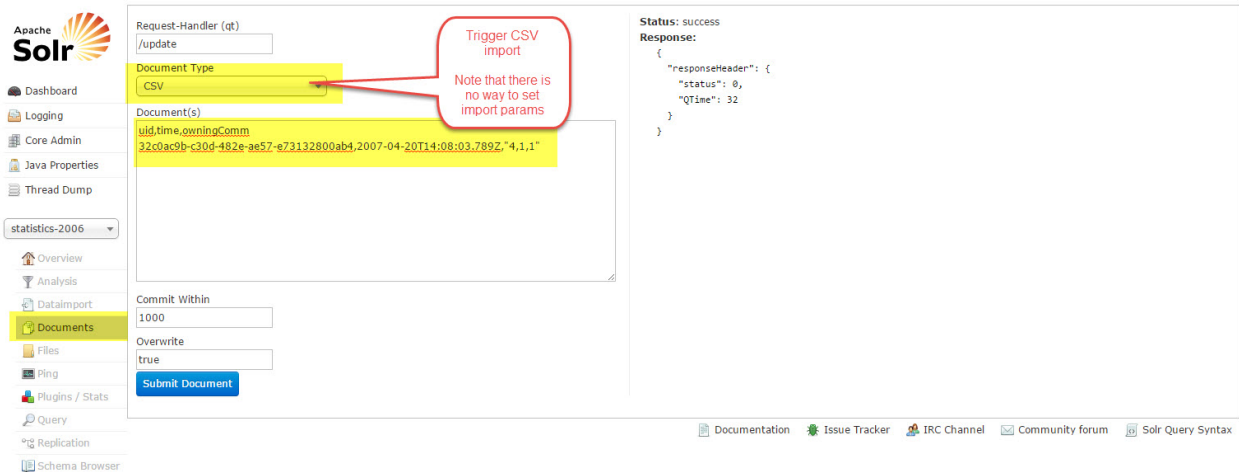 Apache
Solr
Dashboard
Logging
Core Admin
Java Properties
Thread Dump
statistics-2006
Overview
Analysis
Dataimport
Documents
Files
Ping
Plugins / Stats
Query
Replication
Schema Browser
Request-Handler (qt)
/update
Document Type
CSV
Document(s)
uid,time,owningComm
32c0ac9b-c30d-482e-ae57-e73132800ab4,2007-04-20T14:08:03.789Z,"4,1,1"
Commit Within
1000
Overwrite
true
Submit Document
Trigger CSV
import
Note that there is
no way to set
import params
Status: success
Response:
{
"responseHeader": {
"status": 0,
"QTime": 32
}
}
Documentation Issue Tracker IRC Channel Community forum Solr Query Syntax